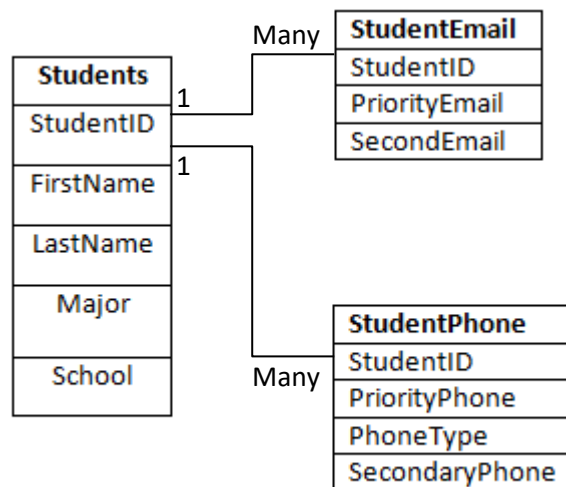 Students
StudentID
FirstName
LastName
Major
School
1
1
Many
StudentEmail
StudentID
PriorityEmail
SecondEmail
Many
StudentPhone
StudentID
PriorityPhone
PhoneType
SecondaryPhone